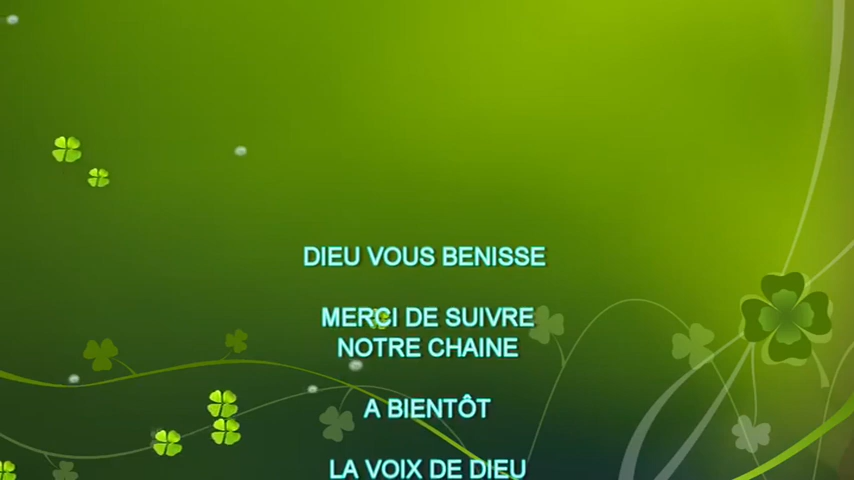 DIEU VOUS BENISSE
MERCI DE SUIVRE
NOTRE CHAINE
A BIENTÔT
LA VOIX DE DIEU